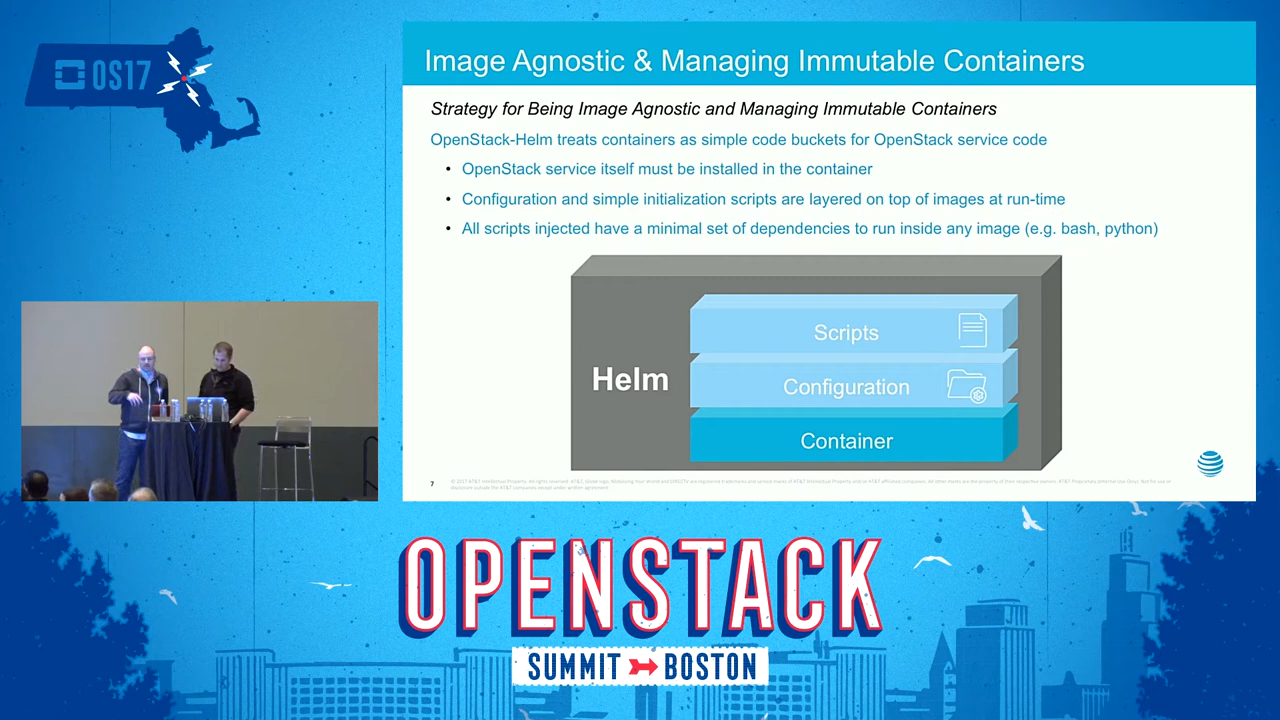 OS17
Image Agnostic & Managing Immutable Containers
Strategy for Being Image Agnostic and Managing Immutable Containers
OpenStack-Helm treats containers as simple code buckets for OpenStack service code
• OpenStack service itself must be installed in the container
• Configuration and simple initialization scripts are layered on top of images at run-time
• All scripts injected have a minimal set of dependencies to run inside any image (e.g. bash, python)
Helm
Scripts
Configuration
Container
7
OPENSTACK
SUMMIT BOSTON